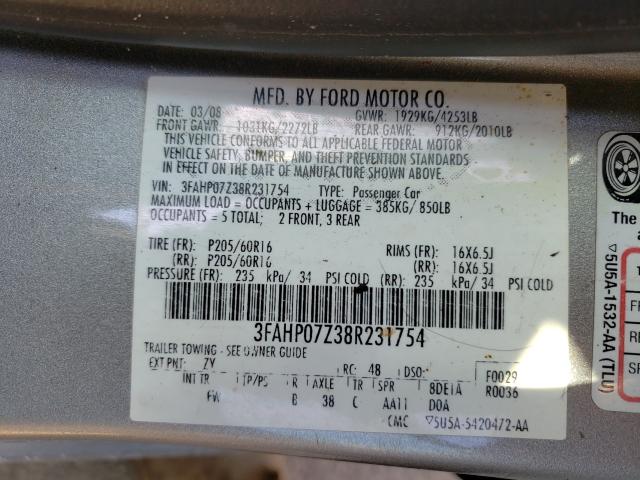 MFD. BY FORD MOTOR CO.
DATE: 03/08 GVWR: 1929KG/4253LB
FRONT GAWR: 1031KG/2272LB REAR GAWR: 912KG/2010LB
THIS VEHICLE CONFORMS TO ALL APPLICABLE FEDERAL MOTOR
VEHICLE SAFETY, BUMPER, AND THEFT PREVENTION STANDARDS
IN EFFECT ON THE DATE OF MANUFACTURE SHOWN ABOVE.
VIN: 3FAHP07Z38R231754 TYPE: Passenger Car
MAXIMUM LOAD = OCCUPANTS + LUGGAGE = 385KG/ 850LB
OCCUPANTS = 5 TOTAL; 2 FRONT, 3 REAR
TIRE (FR): P205/60R16 RIMS (FR): 16X6.5J
(RR): P205/60R16 (RR): 16X6.5J
PRESSURE (FR): 235 kPa/ 34 PSI COLD (RR): 235 kPa/ 34 PSI COLD
3FAHP07Z38R231754
TRAILER TOWING - SEE OWNER GUIDE
EXT PNT: ZY RC: 48 DSO: F0029
INT TR TP/PS R AXLE TR SPR BDE1A R0036
FW B 38 C AA11 DOA
CMC ▽5U5A-5420472-AA
The
▽5U5A-1532-AA (TLU)